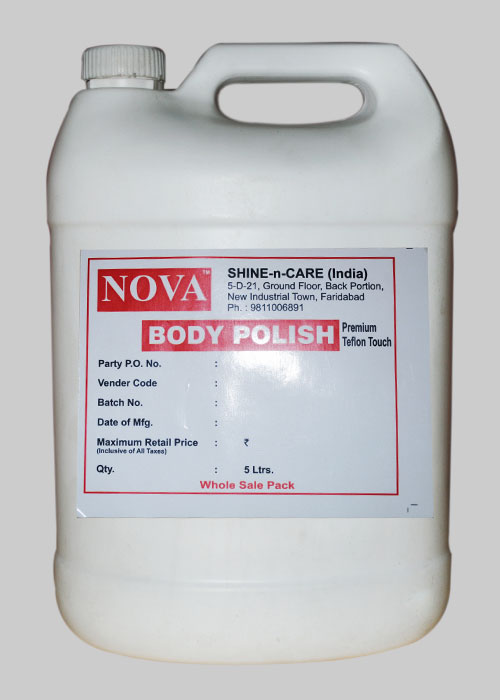 NOVA™
SHINE-n-CARE (India)
5-D-21, Ground Floor, Back Portion,
New Industrial Town, Faridabad
Ph. : 9811006891
BODY POLISH Premium
Teflon Touch
Party P.O. No. :
Vender Code :
Batch No. :
Date of Mfg. :
Maximum Retail Price : ₹
(Inclusive of All Taxes)
Qty. : 5 Ltrs.
Whole Sale Pack